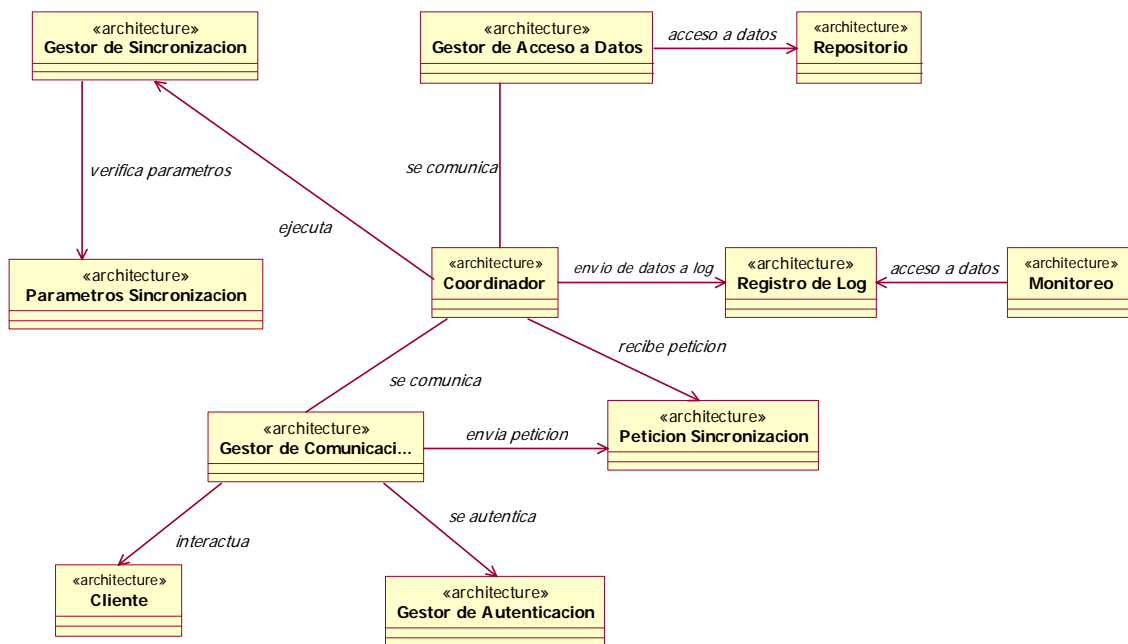 «architecture»
Gestor de Sincronizacion
«architecture»
Gestor de Acceso a Datos
acceso a datos
«architecture»
Repositorio
verifica parametros
se comunica
ejecuta
«architecture»
Parametros Sincronizacion
«architecture»
Coordinador
envio de datos a log
«architecture»
Registro de Log
acceso a datos
«architecture»
Monitoreo
recibe peticion
se comunica
«architecture»
Gestor de Comunicaci...
envia peticion
«architecture»
Peticion Sincronizacion
interactua
se autentica
«architecture»
Cliente
«architecture»
Gestor de Autenticacion